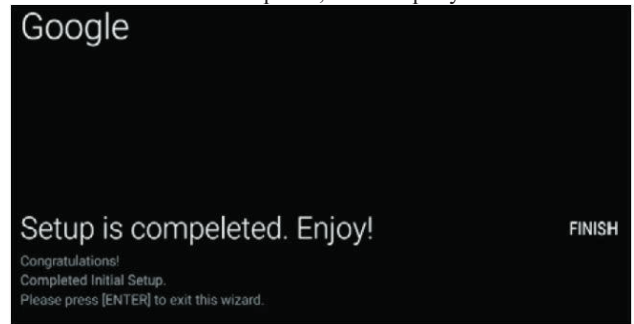 Google
Setup is compeleted. Enjoy!
FINISH
Congratulations!
Completed Initial Setup.
Please press [ENTER] to exit this wizard.